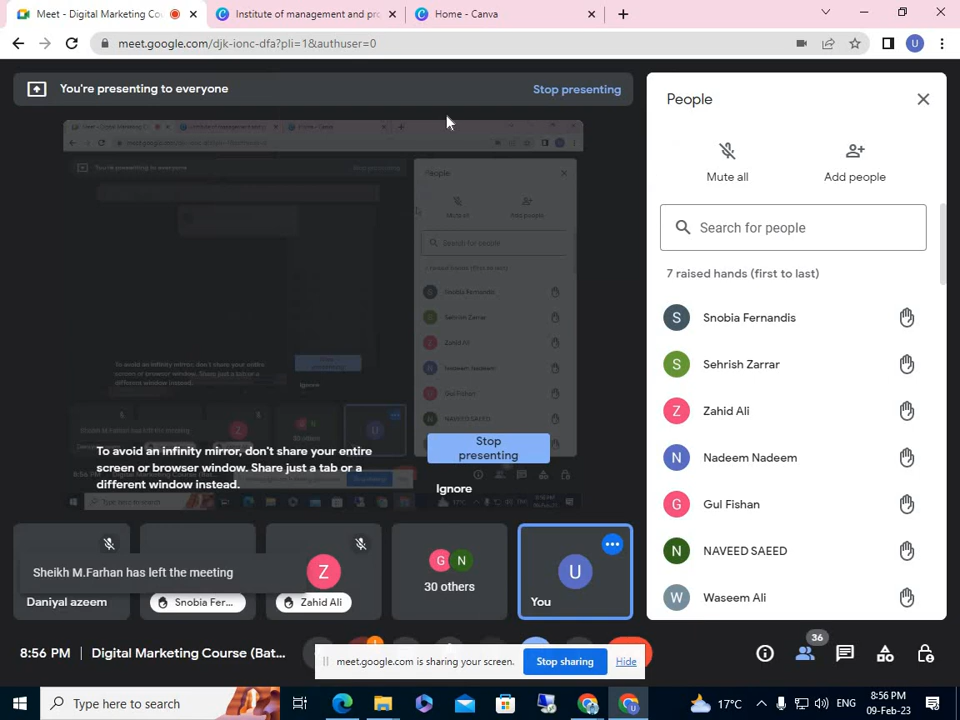 Meet - Digital Marketing Cou
Institute of management and pro
Home - Canva
meet.google.com/djk-ionc-dfa?pli=1&authuser=0
You're presenting to everyone
Stop presenting
People
Mute all
Add people
Search for people
7 raised hands (first to last)
S
Snobia Fernandis
S
Sehrish Zarrar
Z
Zahid Ali
N
Nadeem Nadeem
G
Gul Fishan
N
NAVEED SAEED
W
Waseem Ali
To avoid an infinity mirror, don't share your entire
screen or browser window. Share just a tab or a
different window instead.
Stop
presenting
Ignore
Sheikh M.Farhan has left the meeting
Daniyal azeem
Snobia Fer...
Z
Zahid Ali
G N
30 others
U
You
8:56 PM | Digital Marketing Course (Bat...
meet.google.com is sharing your screen.
Stop sharing
Hide
36
Type here to search
17°C
ENG
8:56 PM
09-Feb-23